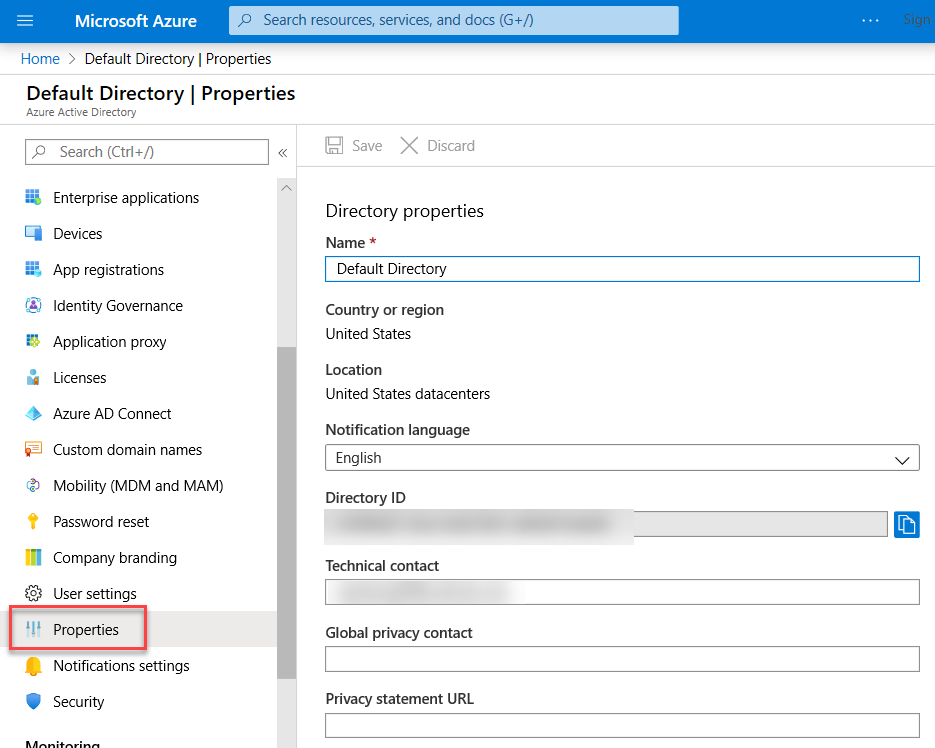 Microsoft Azure
Search resources, services, and docs (G+/)
...
Sign
Home > Default Directory | Properties
Default Directory | Properties
Azure Active Directory
Search (Ctrl+/)
«
Enterprise applications
Devices
App registrations
Identity Governance
Application proxy
Licenses
Azure AD Connect
Custom domain names
Mobility (MDM and MAM)
Password reset
Company branding
User settings
Properties
Notifications settings
Security
Monitoring
Save
Discard
Directory properties
Name *
Default Directory
Country or region
United States
Location
United States datacenters
Notification language
English
Directory ID
Technical contact
Global privacy contact
Privacy statement URL